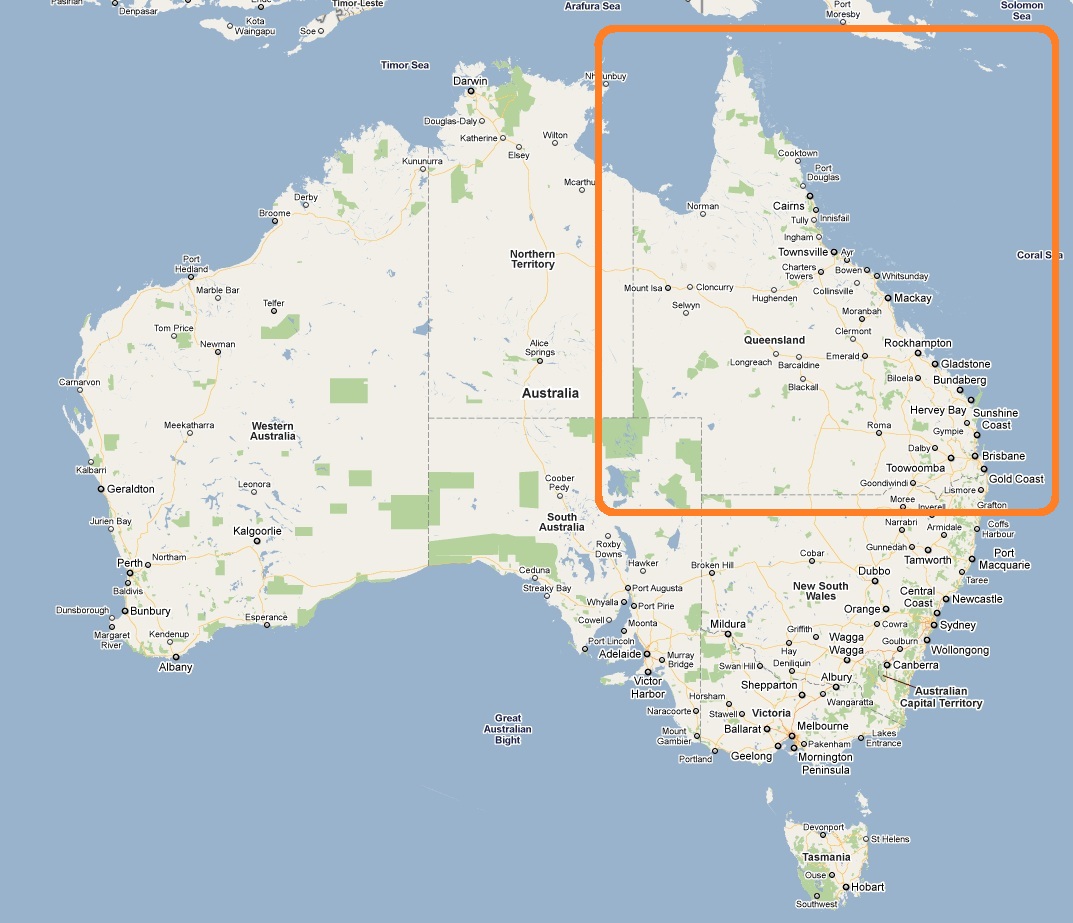 Timor-Leste
Arafura Sea
Port
Moresby
Solomon
Sea
Denpasar
Kota
Waingapu
Soe
Timor Sea
Darwin
Nhulunbuy
Douglas-Daly
Katherine
Wilton
Elsey
Kununurra
Mcarthu
Cooktown
Port
Douglas
Derby
Broome
Norman
Cairns
Innisfail
Tully
Ingham
Northern
Territory
Townsville
Ayr
Coral Sea
Port
Hedland
Charters
Towers
Bowen
Whitsunday
Marble Bar
Mount Isa
Cloncurry
Hughenden
Collinsville
Mackay
Telfer
Selwyn
Moranbah
Tom Price
Newman
Clermont
Alice
Springs
Queensland
Rockhampton
Longreach
Barcaldine
Emerald
Gladstone
Carnarvon
Blackall
Biloela
Bundaberg
Australia
Hervey Bay
Sunshine
Coast
Meekatharra
Western
Australia
Roma
Gympie
Dalby
Brisbane
Kalbarri
Toowoomba
Gold Coast
Geraldton
Leonora
Coober
Pedy
Goondiwindi
Lismore
Moree
Inverell
Grafton
Jurien Bay
Kalgoorlie
South
Australia
Narrabri
Armidale
Coffs
Harbour
Roxby
Downs
Gunnedah
Perth
Northam
Hawker
Broken Hill
Cobar
Tamworth
Port
Macquarie
Ceduna
Dubbo
Taree
Baldivis
Streaky Bay
Port Augusta
New South
Wales
Central
Coast
Newcastle
Dunsborough
Bunbury
Whyalla
Port Pirie
Orange
Cowell
Moonta
Mildura
Griffith
Cowra
Sydney
Esperance
Margaret
River
Kendenup
Port Lincoln
Wagga
Wagga
Goulburn
Wollongong
Albany
Adelaide
Murray
Bridge
Hay
Swan Hill
Deniliquin
Canberra
Victor
Harbor
Shepparton
Albury
Australian
Capital Territory
Horsham
Wangaratta
Naracoorte
Stawell
Victoria
Great
Australian
Bight
Ballarat
Melbourne
Mount
Gambier
Lakes
Entrance
Portland
Geelong
Pakenham
Mornington
Peninsula
Devonport
St Helens
Tasmania
Ouse
Hobart
Southwest